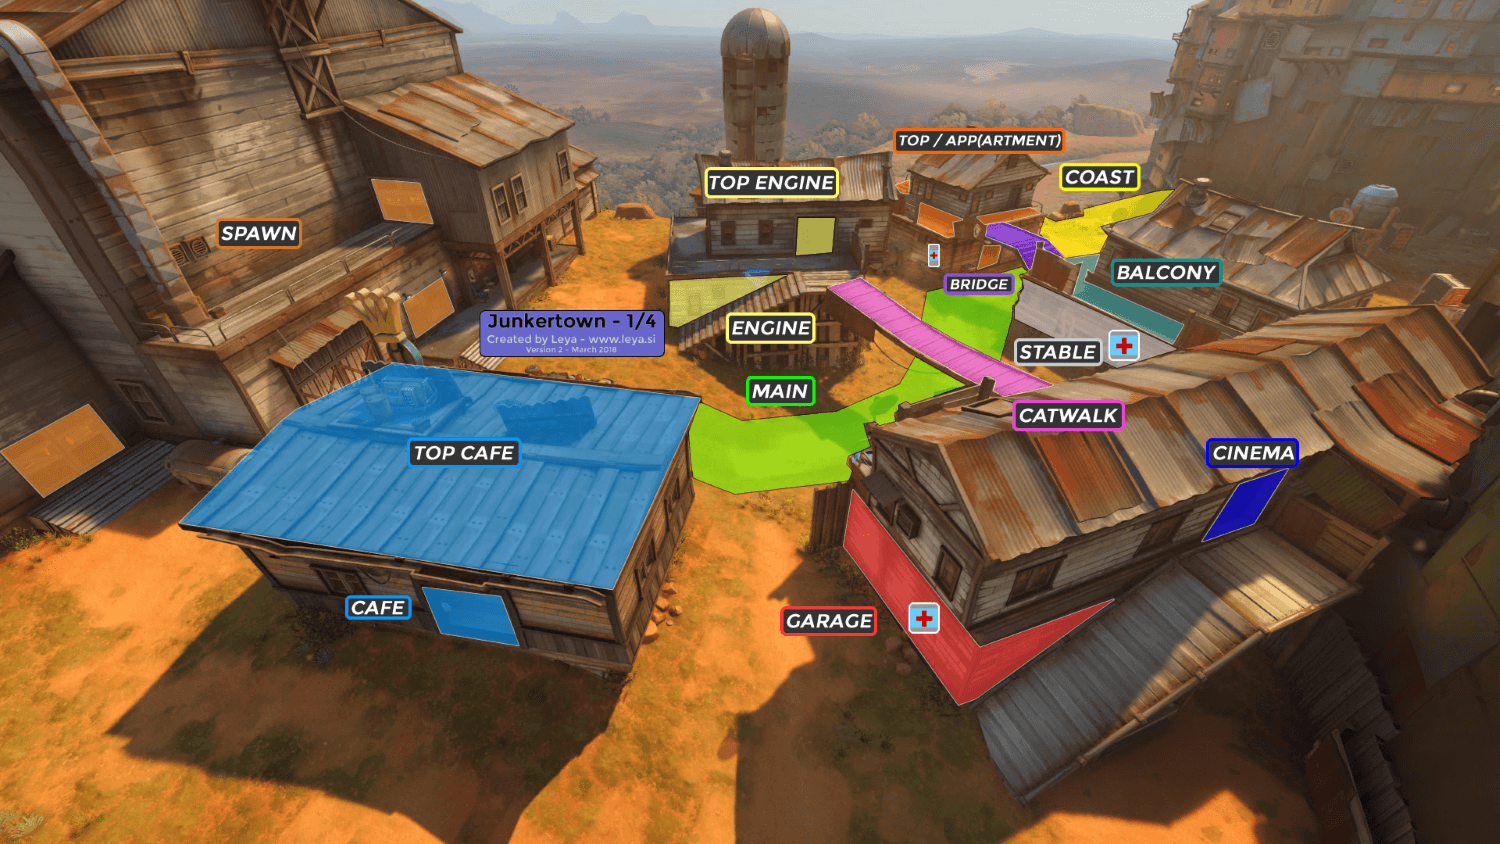 TOP / APP(ARTMENT)
COAST
TOP ENGINE
SPAWN
BALCONY
BRIDGE
Junkertown - 1/4
Created by Leya - www.leya.si
Version 2 - March 2018
ENGINE
STABLE
MAIN
CATWALK
TOP CAFE
CINEMA
CAFE
GARAGE